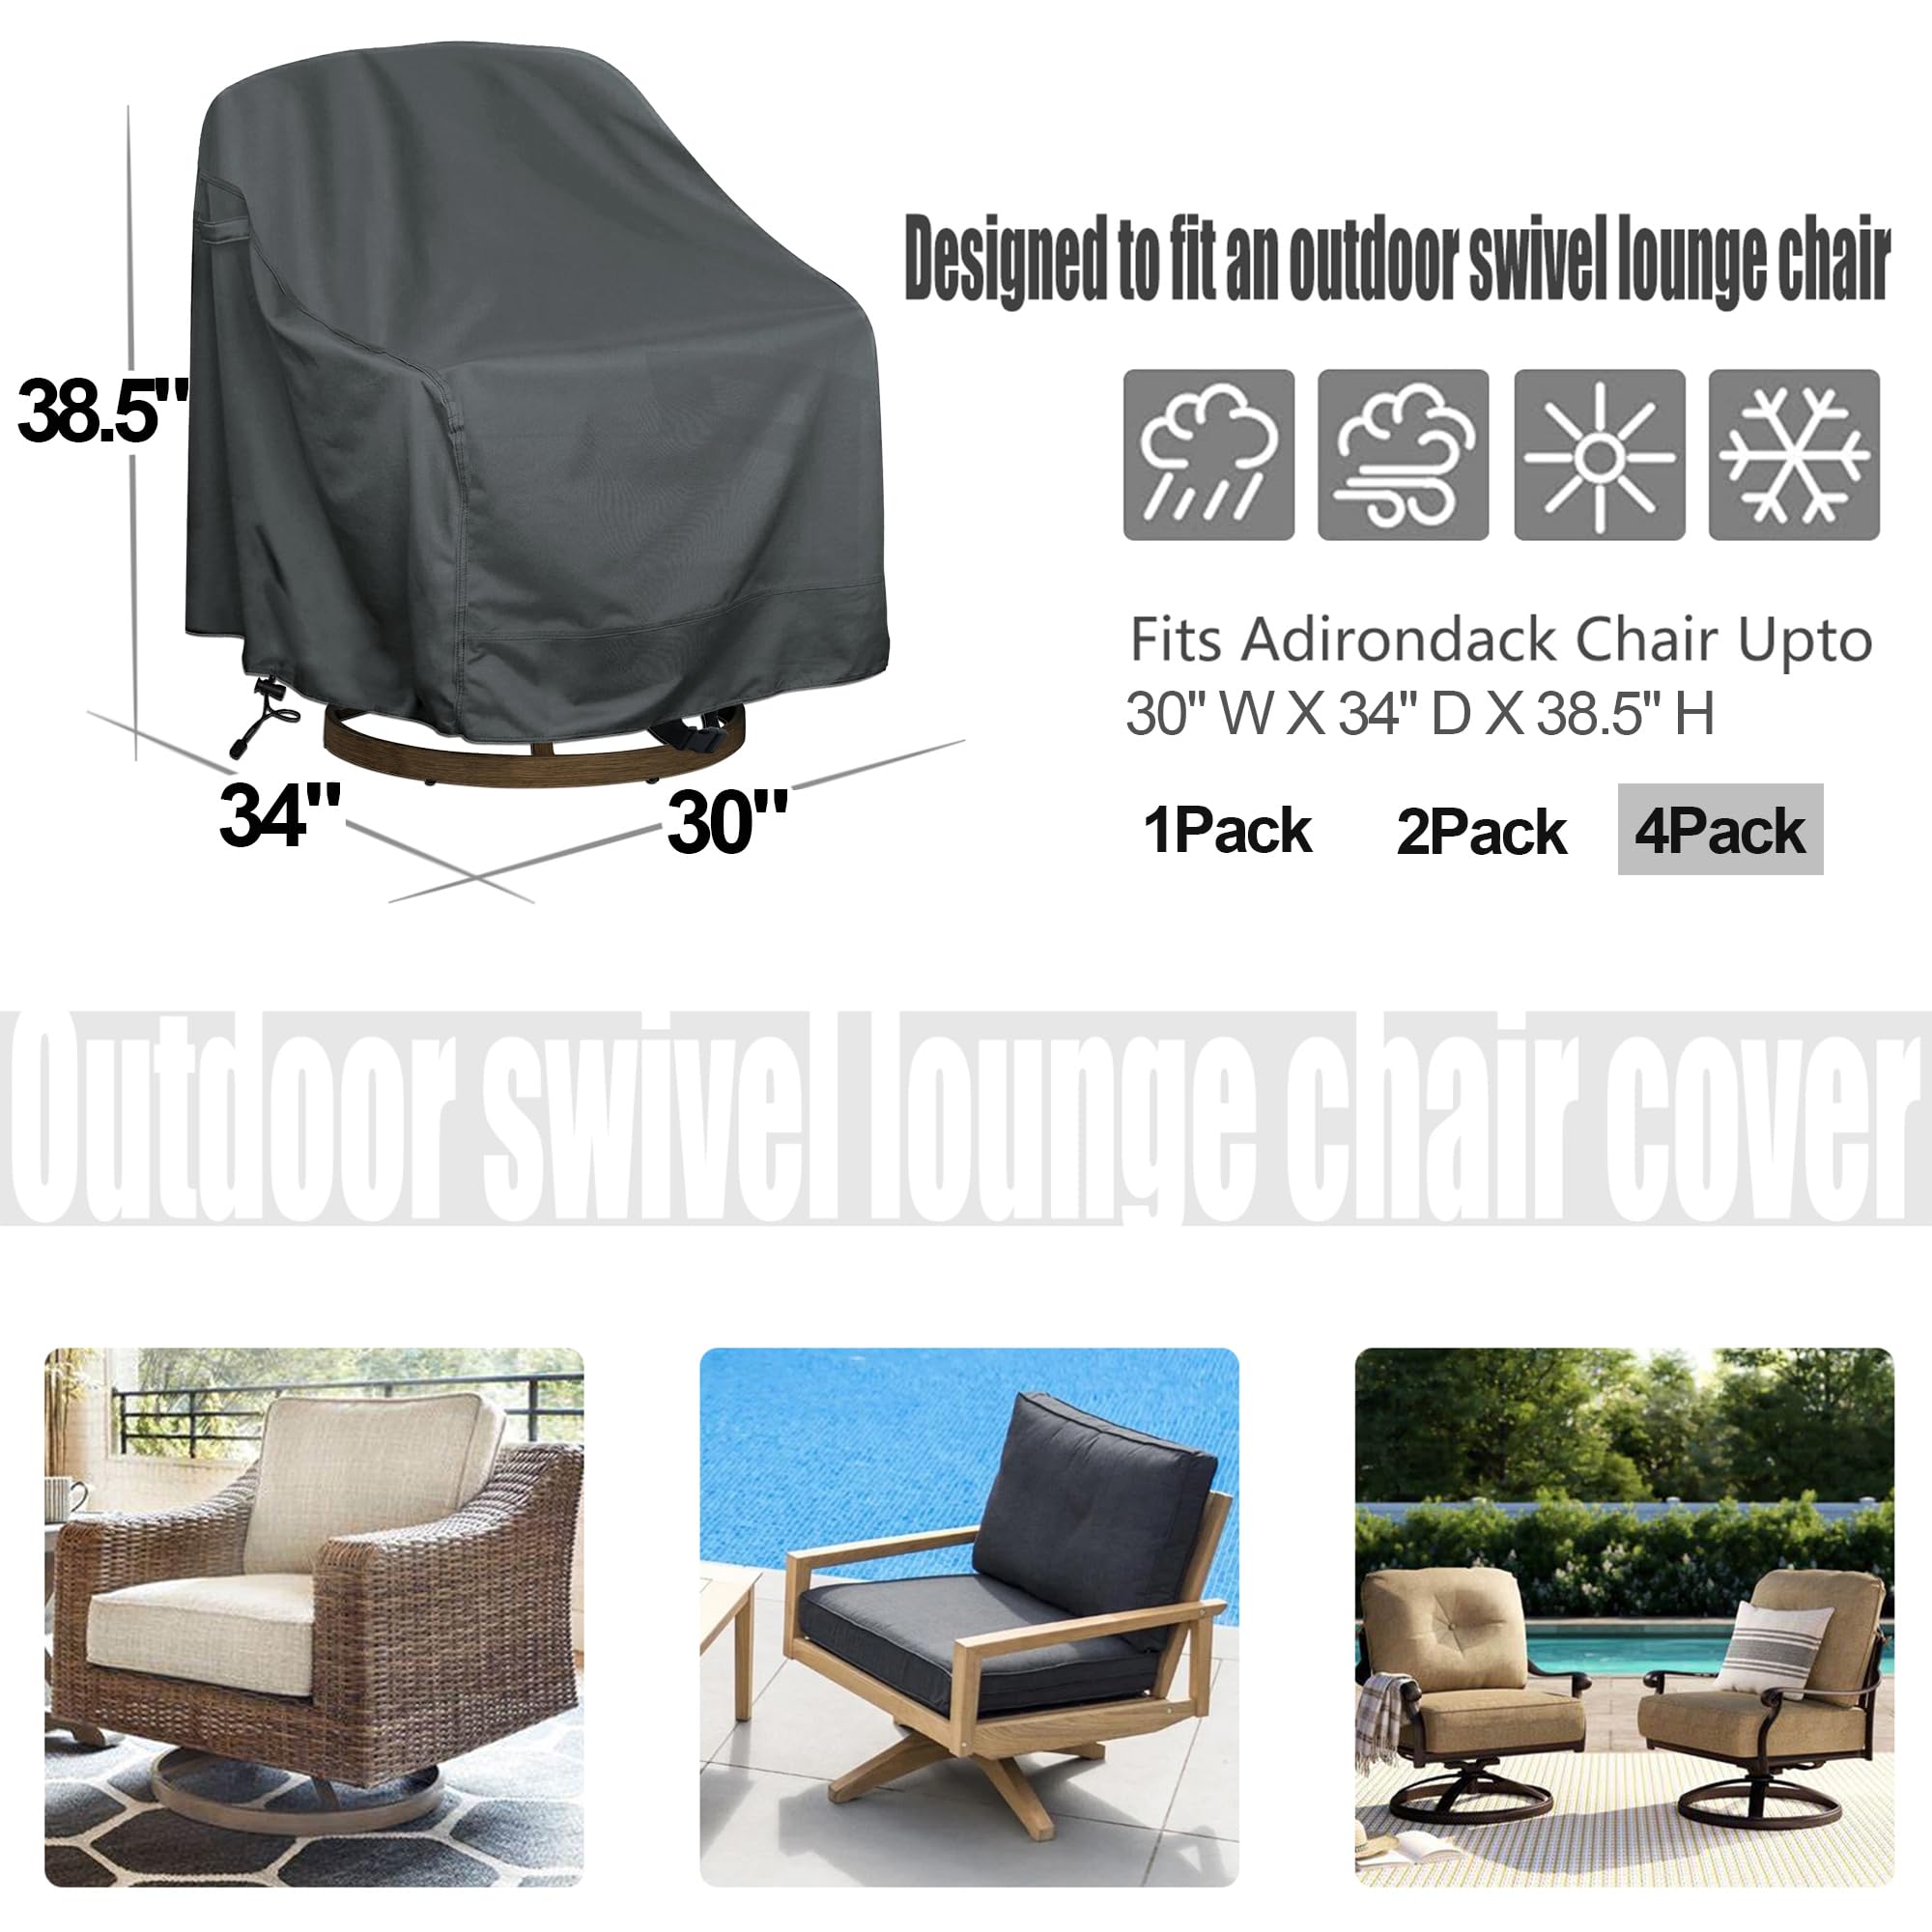 Designed to fit an outdoor swivel lounge chair
38.5"
Fits Adirondack Chair Upto
30" W X 34" D X 38.5" H
34"
30"
1Pack 2Pack 4Pack
Outdoor swivel lounge chair cover